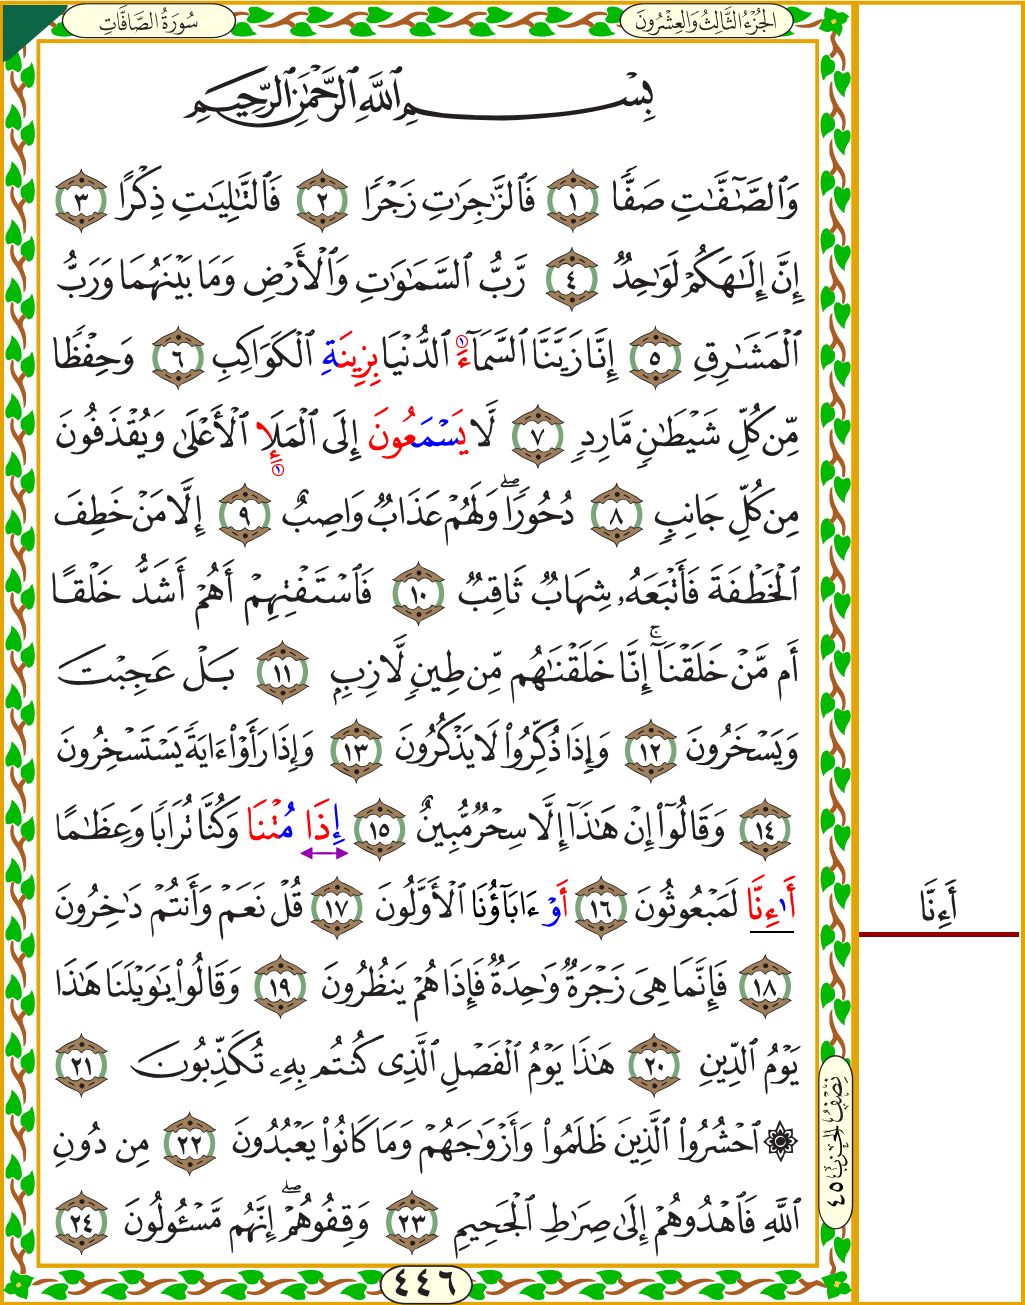 الجُزْءُ الثَّالِثُ وَالعِشْرُونَ
سُورَةُ الصَّافَّاتِ
بِسْمِ ٱللَّهِ ٱلرَّحْمَٰنِ ٱلرَّحِيمِ
وَٱلصَّٰٓفَّٰتِ صَفًّا ١ فَٱلزَّٰجِرَٰتِ زَجْرًا ٢ فَٱلتَّٰلِيَٰتِ ذِكْرًا ٣
إِنَّ إِلَٰهَكُمْ لَوَٰحِدٌ ٤ رَّبُّ ٱلسَّمَٰوَٰتِ وَٱلْأَرْضِ وَمَا بَيْنَهُمَا وَرَبُّ
ٱلْمَشَٰرِقِ ٥ إِنَّا زَيَّنَّا ٱلسَّمَآءَ ١ ٱلدُّنْيَا بِزِينَةِ ٱلْكَوَاكِبِ ٦ وَحِفْظًا
مِّن كُلِّ شَيْطَٰنٍ مَّارِدٍ ٧ لَّا يَسْمَعُونَ إِلَى ٱلْمَلَإِ ١ ٱلْأَعْلَىٰ وَيُقْذَفُونَ
مِن كُلِّ جَانِبٍ ٨ دُحُورًاۖ وَلَهُمْ عَذَابٌ وَاصِبٌ ٩ إِلَّا مَنْ خَطِفَ
ٱلْخَطْفَةَ فَأَتْبَعَهُۥ شِهَابٌ ثَاقِبٌ ١٠ فَٱسْتَفْتِهِمْ أَهُمْ أَشَدُّ خَلْقًا
أَم مَّنْ خَلَقْنَآۚ إِنَّا خَلَقْنَٰهُم مِّن طِينٍ لَّازِبٍ ١١ بَلْ عَجِبْتَ
وَيَسْخَرُونَ ١٢ وَإِذَا ذُكِّرُوا۟ لَا يَذْكُرُونَ ١٣ وَإِذَا رَأَوْا۟ ءَايَةً يَسْتَسْخِرُونَ
١٤ وَقَالُوٓا۟ إِنْ هَٰذَآ إِلَّا سِحْرٌ مُّبِينٌ ١٥ إِذَا مُتْنَا وَكُنَّا تُرَابًا وَعِظَٰمًا
أَٰءِنَّا لَمَبْعُوثُونَ ١٦ أَوْ ءَابَآؤُنَا ٱلْأَوَّلُونَ ١٧ قُلْ نَعَمْ وَأَنتُمْ دَٰخِرُونَ
أَءِنَّا
١٨ فَإِنَّمَا هِىَ زَجْرَةٌ وَٰحِدَةٌ فَإِذَا هُمْ يَنظُرُونَ ١٩ وَقَالُوا۟ يَٰوَيْلَنَا هَٰذَا
يَوْمُ ٱلدِّينِ ٢٠ هَٰذَا يَوْمُ ٱلْفَصْلِ ٱلَّذِى كُنتُم بِهِۦ تُكَذِّبُونَ ٢١
۞ ٱحْشُرُوا۟ ٱلَّذِينَ ظَلَمُوا۟ وَأَزْوَٰجَهُمْ وَمَا كَانُوا۟ يَعْبُدُونَ ٢٢ مِن دُونِ
ٱللَّهِ فَٱهْدُوهُمْ إِلَىٰ صِرَٰطِ ٱلْجَحِيمِ ٢٣ وَقِفُوهُمْۖ إِنَّهُم مَّسْـُٔولُونَ ٢٤
نِصْفُ الحِزْبِ ٤٥
٤٤٦